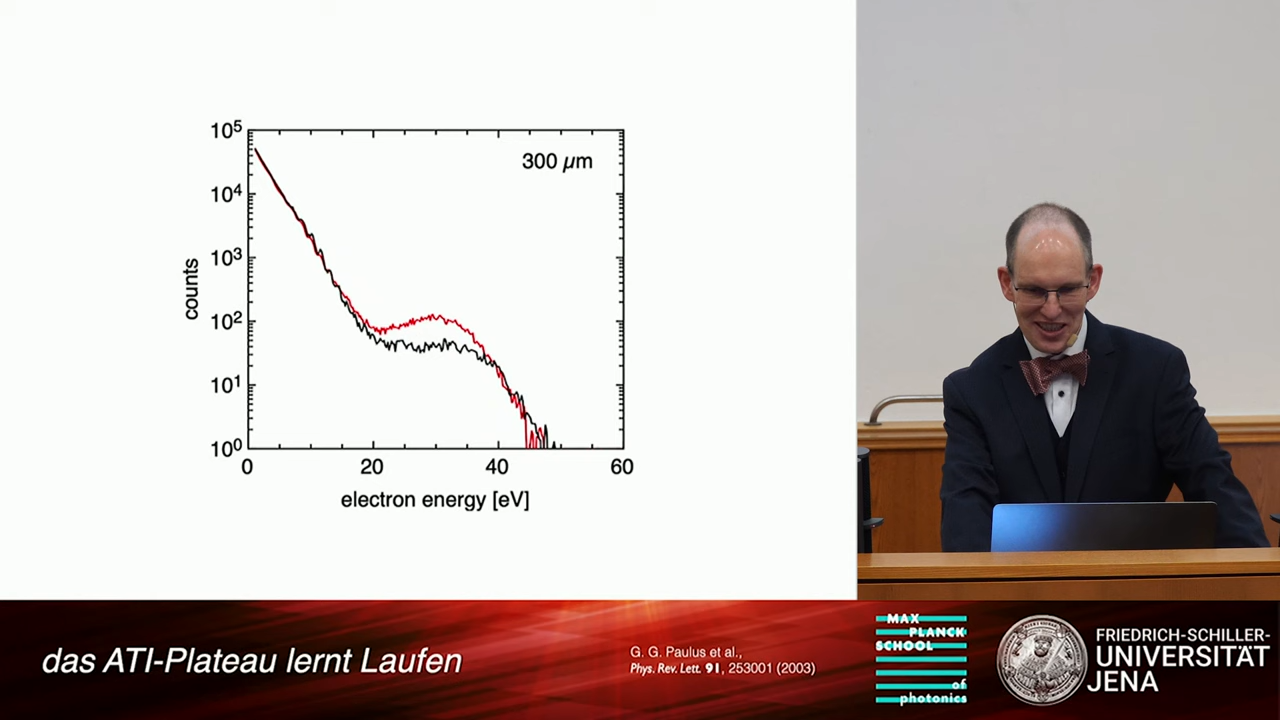 10⁵
10⁴
10³
10²
10¹
10⁰
counts
300 µm
0 20 40 60
electron energy [eV]
das ATI-Plateau lernt Laufen
G. G. Paulus et al.,
Phys. Rev. Lett. 91, 253001 (2003)
MAX
PLANCK
SCHOOL
of
photonics
FRIEDRICH-SCHILLER-
UNIVERSITÄT
JENA